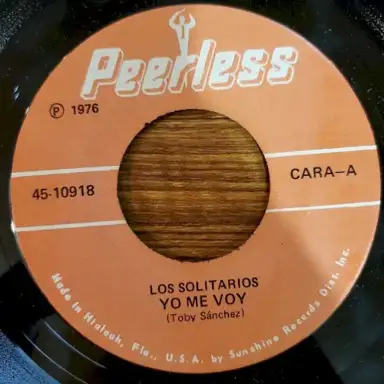 Peerless
℗ 1976
45-10918
CARA-A
LOS SOLITARIOS
YO ME VOY
(Toby Sánchez)
Made in Hialeah, Fla., U.S.A. by Sunshine Records Dist. Inc.